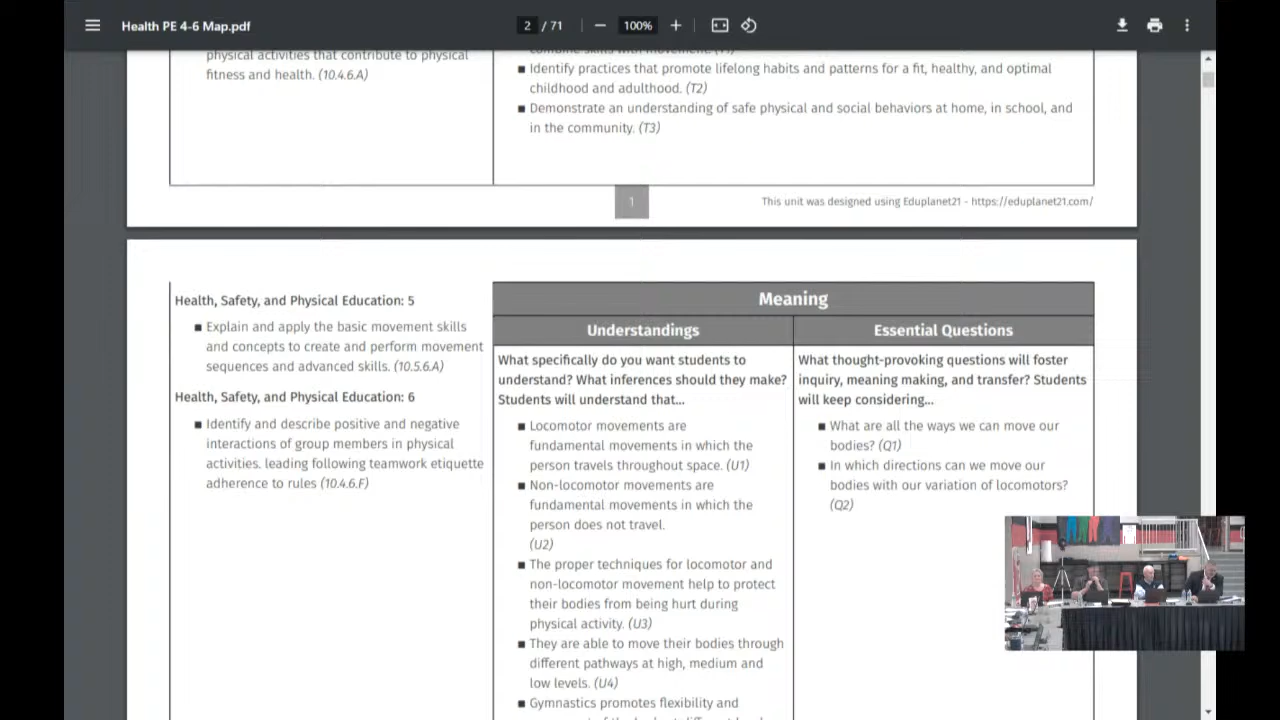 Health PE 4-6 Map.pdf
2 / 71
100%
physical activities that contribute to physical
fitness and health. (10.4.6.A)
combine skills with movement. (T1)
■ Identify practices that promote lifelong habits and patterns for a fit, healthy, and optimal
childhood and adulthood. (T2)
■ Demonstrate an understanding of safe physical and social behaviors at home, in school, and
in the community. (T3)
1
This unit was designed using Eduplanet21 - https://eduplanet21.com/
Health, Safety, and Physical Education: 5
■ Explain and apply the basic movement skills
and concepts to create and perform movement
sequences and advanced skills. (10.5.6.A)
Health, Safety, and Physical Education: 6
■ Identify and describe positive and negative
interactions of group members in physical
activities. leading following teamwork etiquette
adherence to rules (10.4.6.F)
Meaning
Understandings
What specifically do you want students to
understand? What inferences should they make?
Students will understand that...
■ Locomotor movements are
fundamental movements in which the
person travels throughout space. (U1)
■ Non-locomotor movements are
fundamental movements in which the
person does not travel.
(U2)
■ The proper techniques for locomotor and
non-locomotor movement help to protect
their bodies from being hurt during
physical activity. (U3)
■ They are able to move their bodies through
different pathways at high, medium and
low levels. (U4)
■ Gymnastics promotes flexibility and
Essential Questions
What thought-provoking questions will foster
inquiry, meaning making, and transfer? Students
will keep considering...
■ What are all the ways we can move our
bodies? (Q1)
■ In which directions can we move our
bodies with our variation of locomotors?
(Q2)